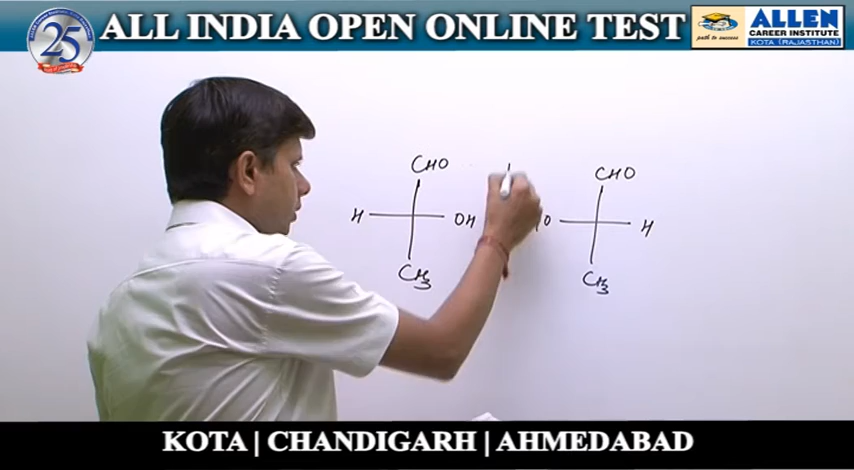 25
ALL INDIA OPEN ONLINE TEST
path to success
ALLEN
CAREER INSTITUTE
KOTA (RAJASTHAN)
CHO CHO
H OH O H
CH3 CH3
KOTA | CHANDIGARH | AHMEDABAD